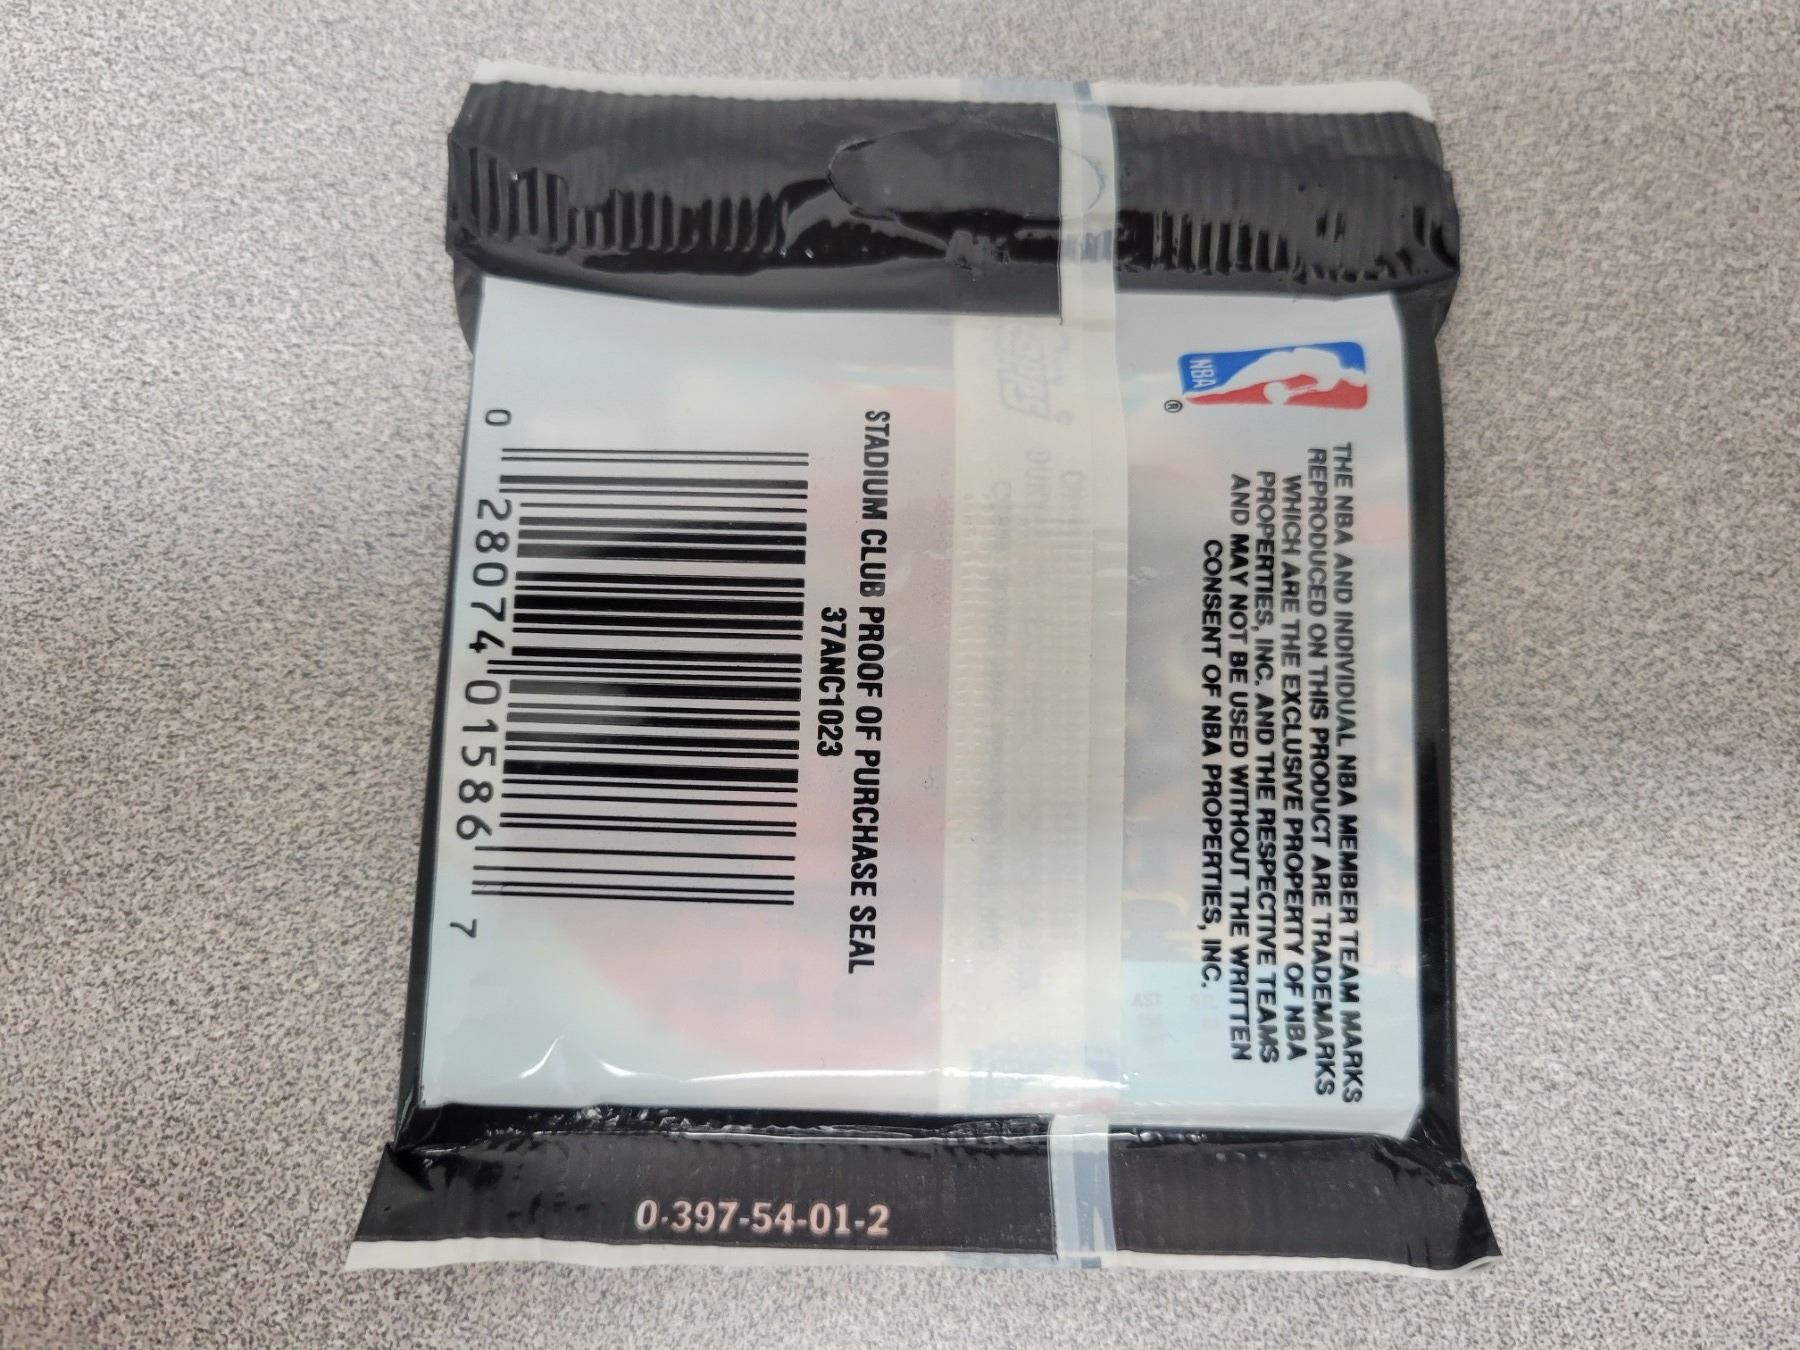 NBA
®
THE NBA AND INDIVIDUAL NBA MEMBER TEAM MARKS
REPRODUCED ON THIS PRODUCT ARE TRADEMARKS
WHICH ARE THE EXCLUSIVE PROPERTY OF NBA
PROPERTIES, INC. AND THE RESPECTIVE TEAMS
AND MAY NOT BE USED WITHOUT THE WRITTEN
CONSENT OF NBA PROPERTIES, INC.
STADIUM CLUB PROOF OF PURCHASE SEAL
37ANC1023
0 28074 01586 7
0-397-54-01-2
AST